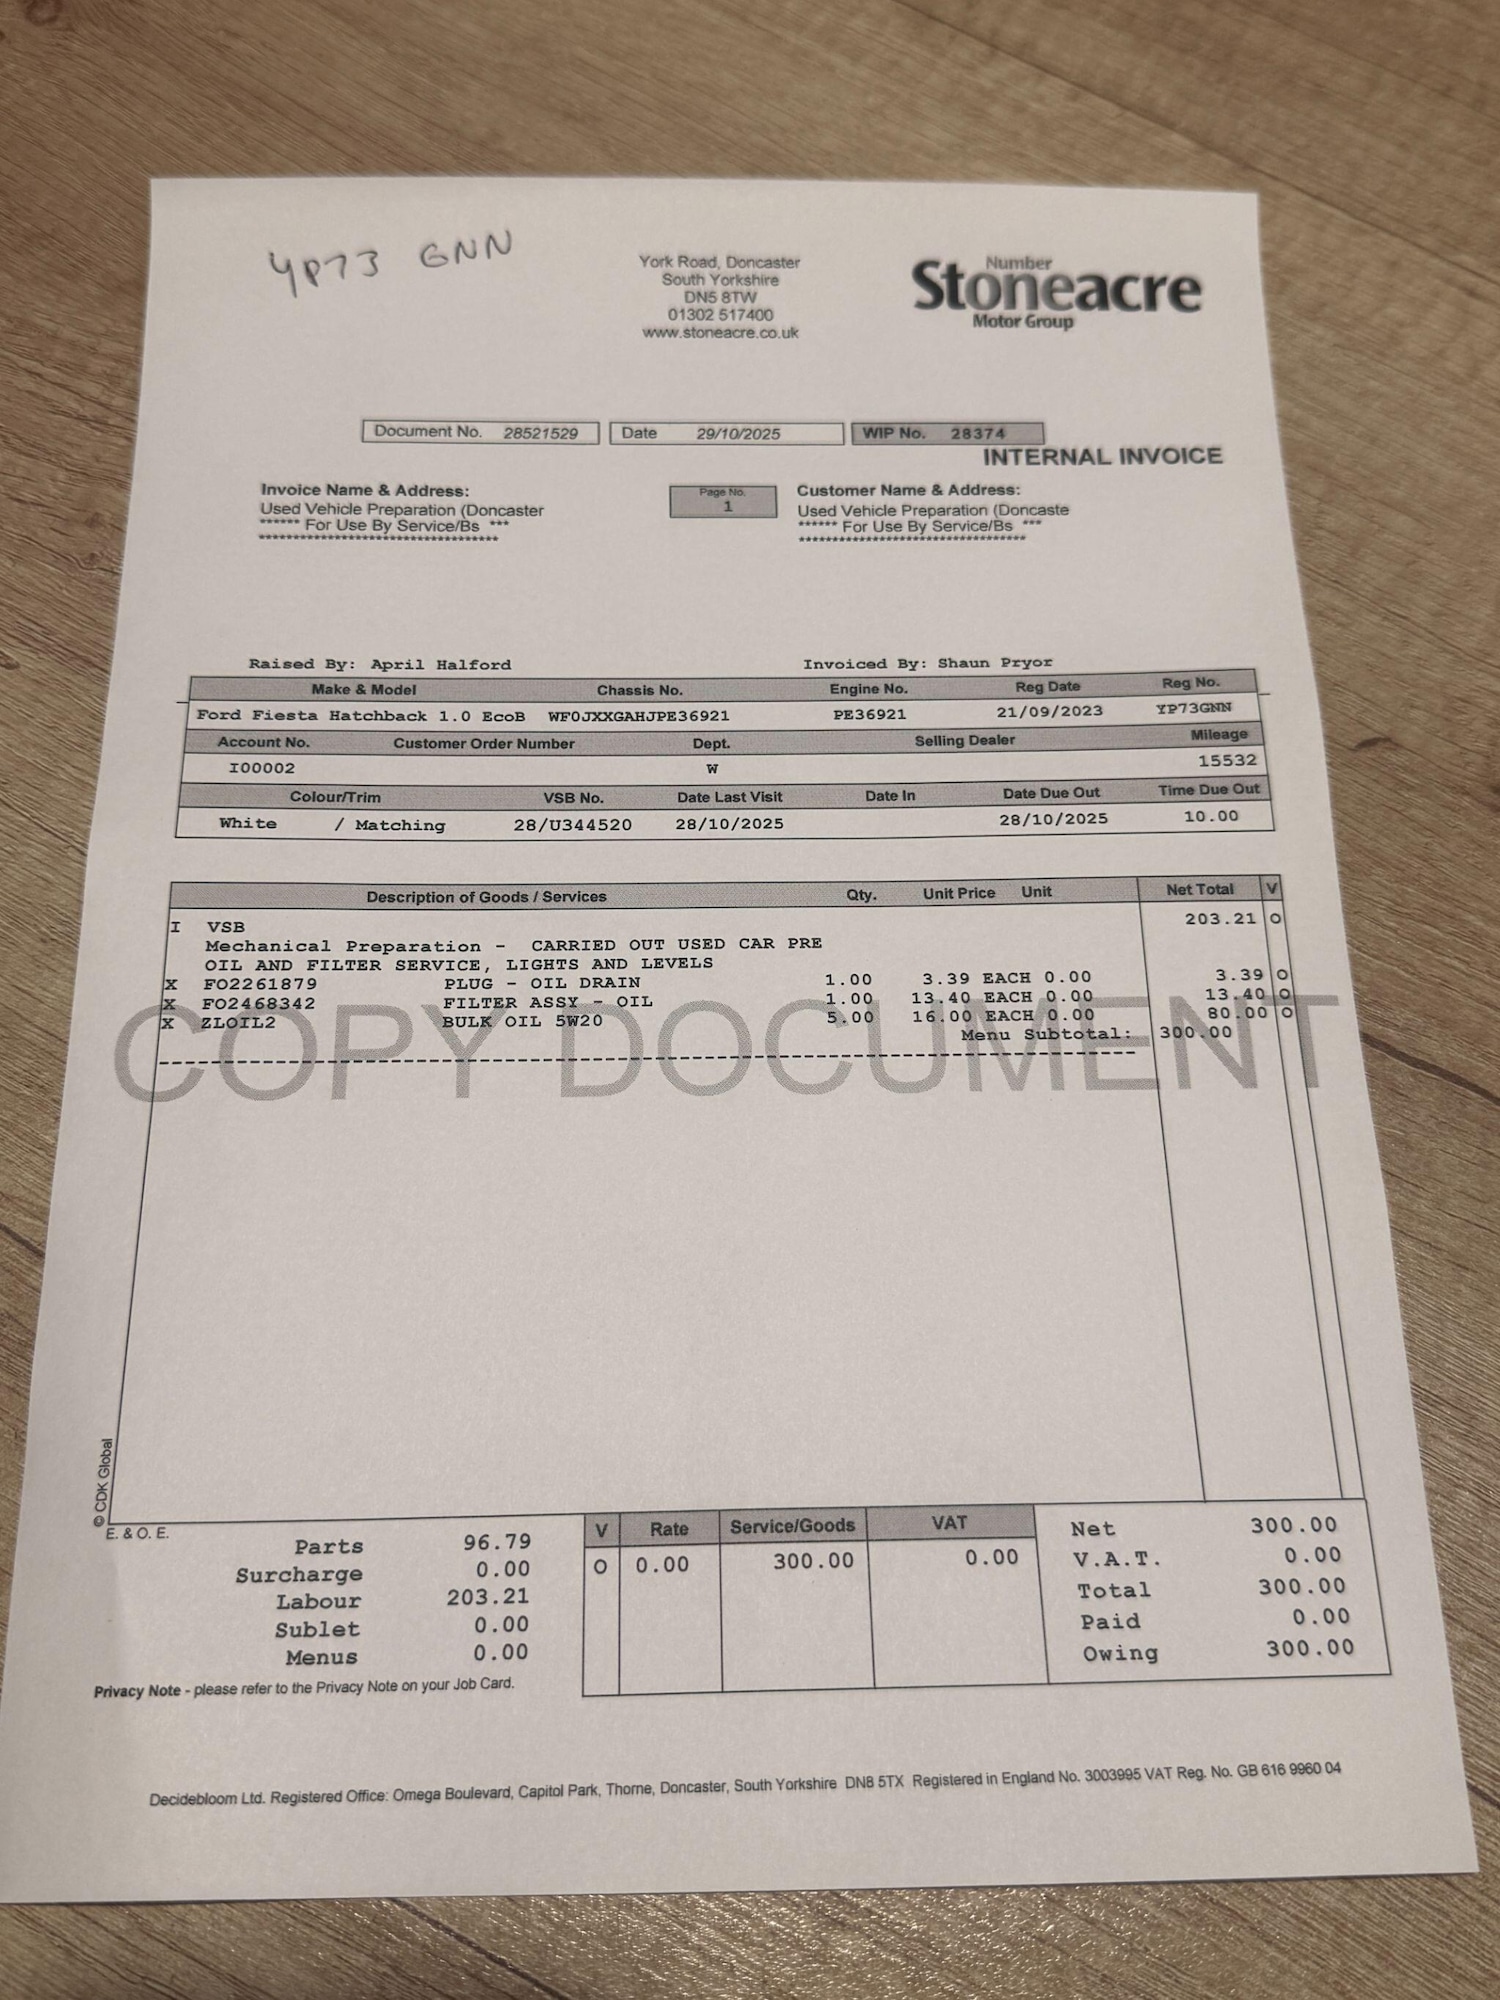 YP73 GNN
York Road, Doncaster
South Yorkshire
DN5 8TW
01302 517400
www.stoneacre.co.uk
Number
Stoneacre
Motor Group
Document No. 28521529 Date 29/10/2025 WIP No. 28374
INTERNAL INVOICE
Invoice Name & Address:
Used Vehicle Preparation (Doncaster
****** For Use By Service/Bs ***
***********************************
Page No.
1
Customer Name & Address:
Used Vehicle Preparation (Doncaste
****** For Use By Service/Bs ***
**********************************
Raised By: April Halford Invoiced By: Shaun Pryor
Make & Model Chassis No. Engine No. Reg Date Reg No.
Ford Fiesta Hatchback 1.0 EcoB WF0JXXGAHJPE36921 PE36921 21/09/2023 YP73GNN
Account No. Customer Order Number Dept. Selling Dealer Mileage
I00002 W 15532
Colour/Trim VSB No. Date Last Visit Date In Date Due Out Time Due Out
White / Matching 28/U344520 28/10/2025 28/10/2025 10.00
Description of Goods / Services Qty. Unit Price Unit Net Total V
I VSB 203.21 O
Mechanical Preparation - CARRIED OUT USED CAR PRE
OIL AND FILTER SERVICE, LIGHTS AND LEVELS
X FO2261879 PLUG - OIL DRAIN 1.00 3.39 EACH 0.00 3.39 O
X FO2468342 FILTER ASSY - OIL 1.00 13.40 EACH 0.00 13.40 O
X ZLOIL2 BULK OIL 5W20 5.00 16.00 EACH 0.00 80.00 O
Menu Subtotal: 300.00
COPY DOCUMENT
© CDK Global
E. & O. E.
Parts 96.79
Surcharge 0.00
Labour 203.21
Sublet 0.00
Menus 0.00
V Rate Service/Goods VAT
O 0.00 300.00 0.00
Net 300.00
V.A.T. 0.00
Total 300.00
Paid 0.00
Owing 300.00
Privacy Note - please refer to the Privacy Note on your Job Card.
Decidebloom Ltd. Registered Office: Omega Boulevard, Capitol Park, Thorne, Doncaster, South Yorkshire DN8 5TX Registered in England No. 3003995 VAT Reg. No. GB 616 9960 04